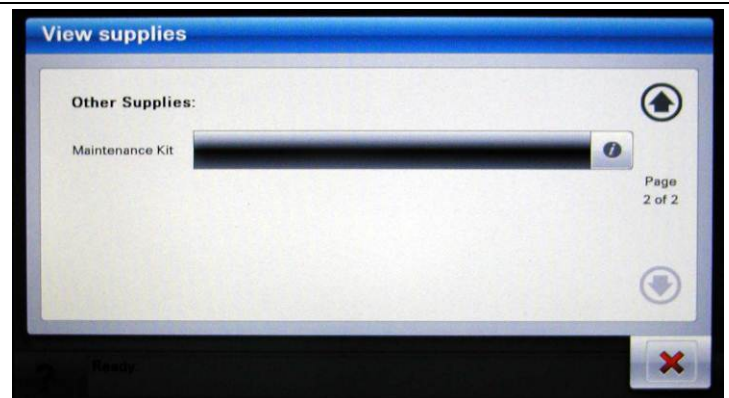 View supplies
Other Supplies:
Maintenance Kit
i
Page
2 of 2
Ready.
?